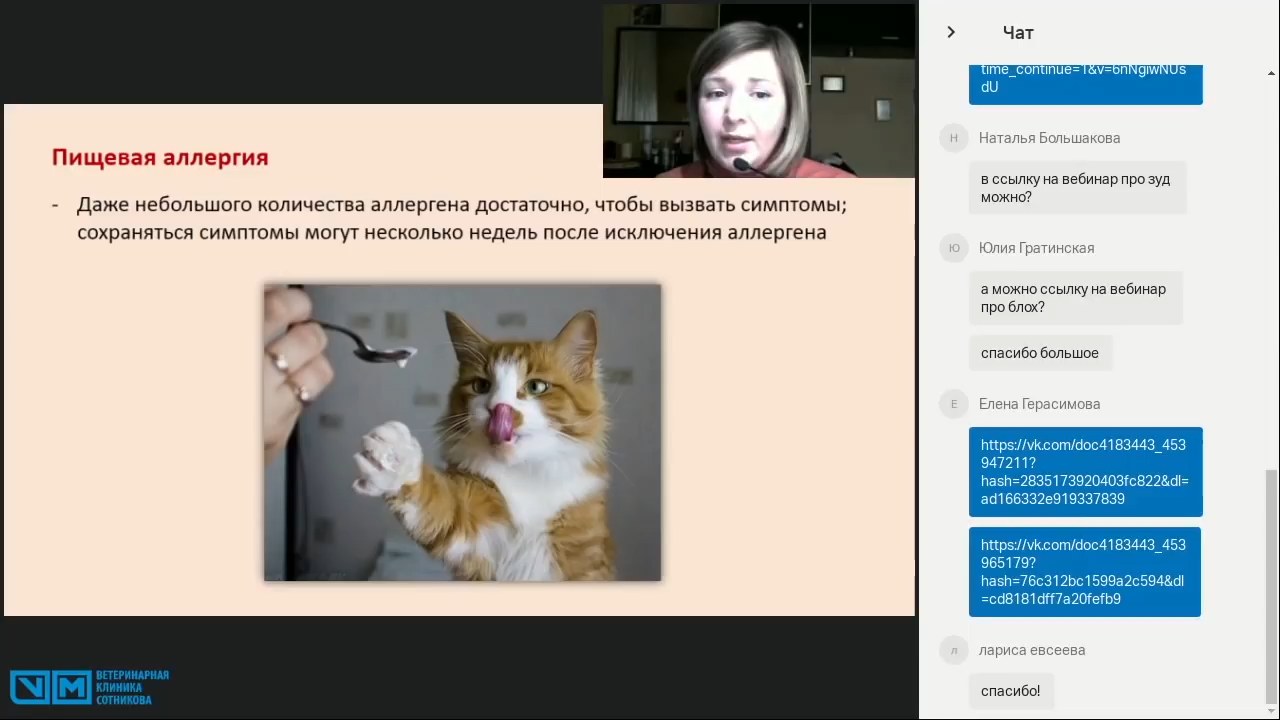 Пищевая аллергия
- Даже небольшого количества аллергена достаточно, чтобы вызвать симптомы;
сохраняться симптомы могут несколько недель после исключения аллергена
VM
ВЕТЕРИНАРНАЯ
КЛИНИКА
СОТНИКОВА
Чат
time_continue=1&v=6nNgiwNUs
dU
Н
Наталья Большакова
в ссылку на вебинар про зуд
можно?
Ю
Юлия Гратинская
а можно ссылку на вебинар
про блох?
спасибо большое
Е
Елена Герасимова
https://vk.com/doc4183443_453
947211?
hash=2835173920403fc822&dl=
ad166332e919337839
https://vk.com/doc4183443_453
965179?
hash=76c312bc1599a2c594&dl
=cd8181dff7a20fefb9
л
лариса евсеева
спасибо!